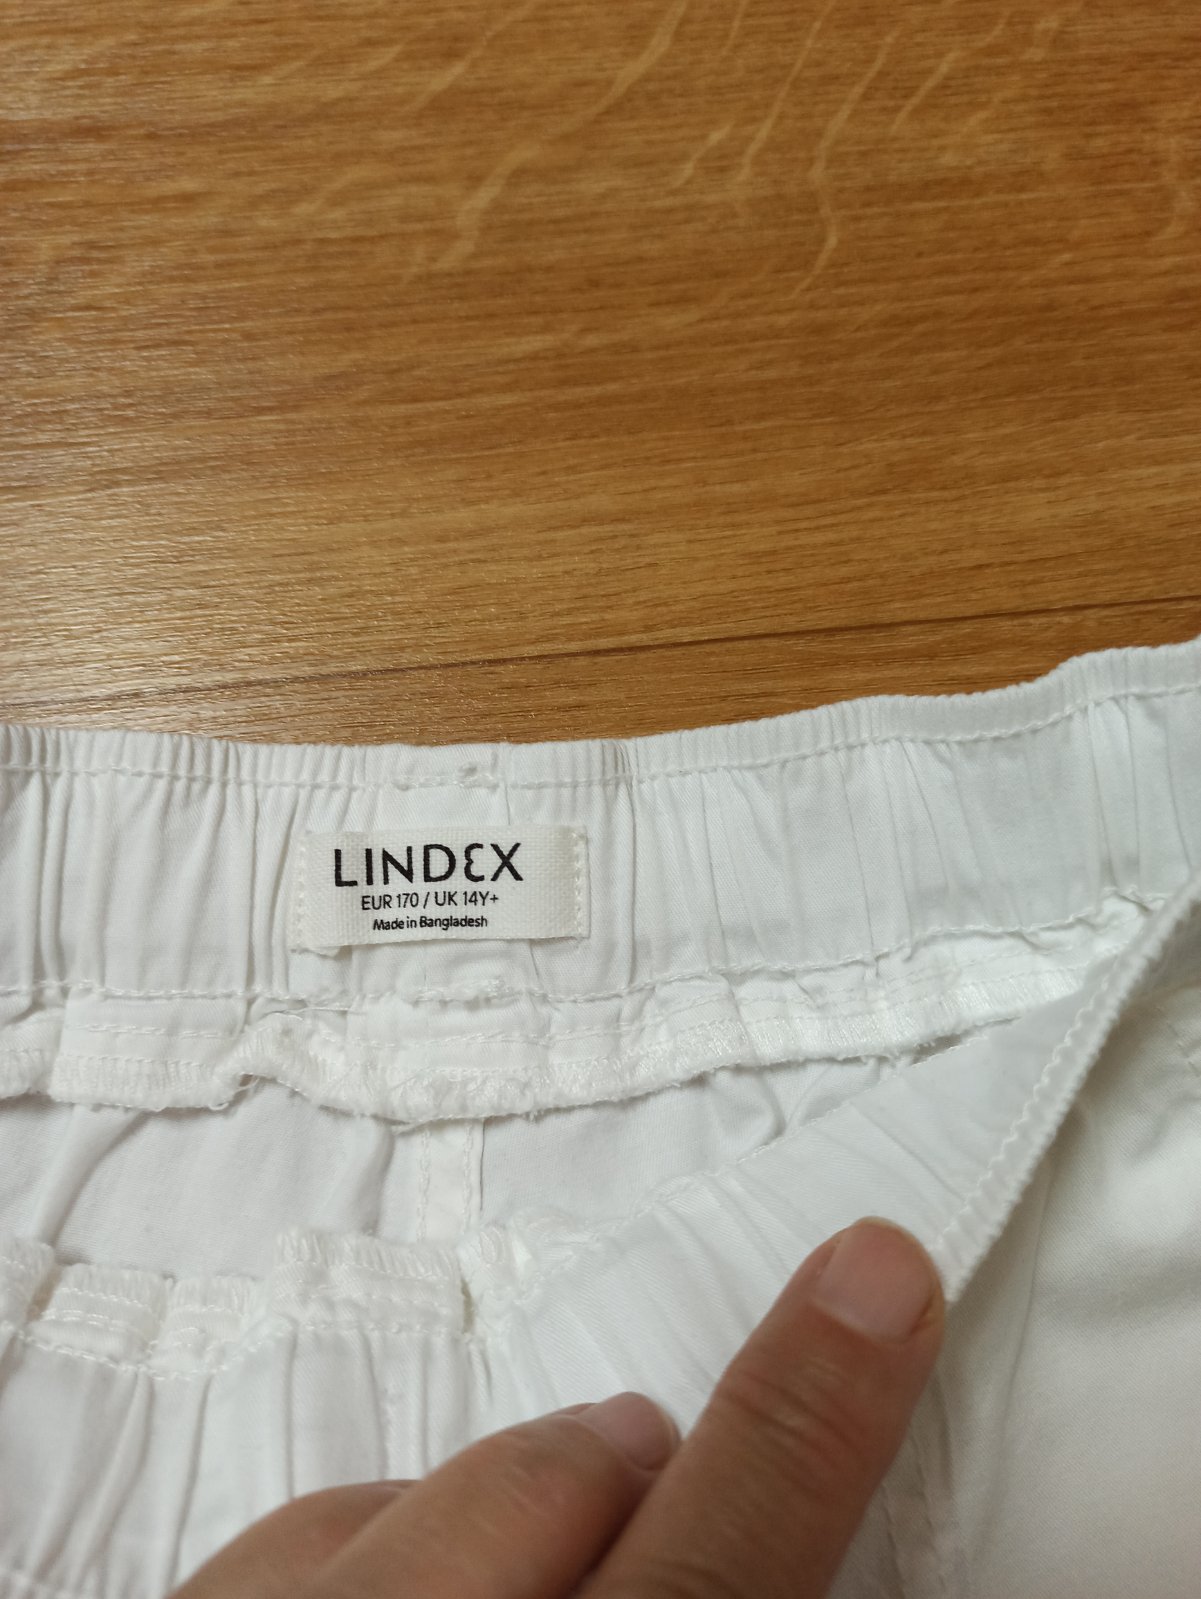 LINDEX
EUR 170 / UK 14Y+
Made in Bangladesh